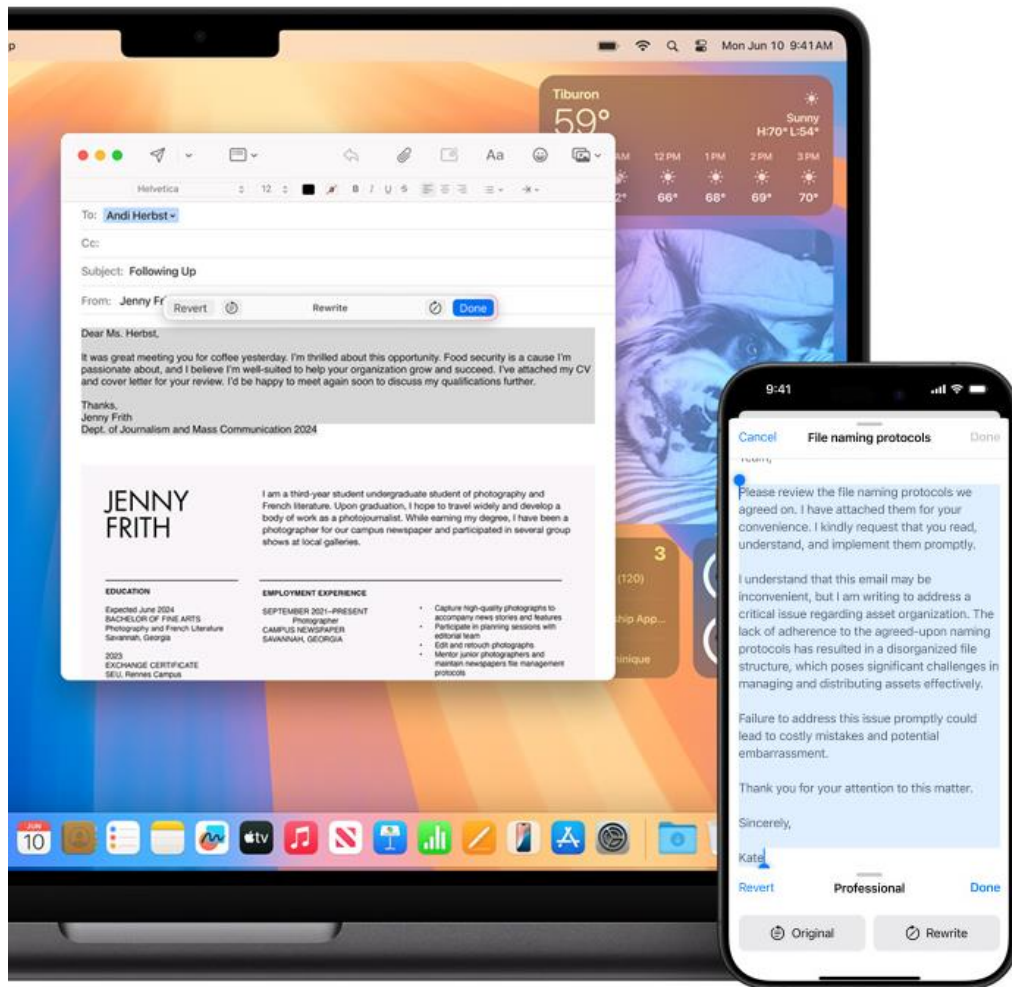 Mon Jun 10 9:41AM
Tiburon
59°
Sunny
H:70° L:54°
AM 12PM 1PM 2PM 3PM
66° 68° 69° 70°
Aa
Helvetica 12 B I U S
To: Andi Herbst
Cc:
Subject: Following Up
From: Jenny Fr
Revert Rewrite Done
Dear Ms. Herbst,
It was great meeting you for coffee yesterday. I'm thrilled about this opportunity. Food security is a cause I'm
passionate about, and I believe I'm well-suited to help your organization grow and succeed. I've attached my CV
and cover letter for your review. I'd be happy to meet again soon to discuss my qualifications further.
Thanks,
Jenny Frith
Dept. of Journalism and Mass Communication 2024
JENNY
FRITH
I am a third-year student undergraduate student of photography and
French literature. Upon graduation, I hope to travel widely and develop a
body of work as a photojournalist. While earning my degree, I have been a
photographer for our campus newspaper and participated in several group
shows at local galleries.
EDUCATION
Expected June 2024
BACHELOR OF FINE ARTS
Photography and French Literature
Savannah, Georgia
2023
EXCHANGE CERTIFICATE
SEU, Rennes Campus
EMPLOYMENT EXPERIENCE
SEPTEMBER 2021–PRESENT
Photographer
CAMPUS NEWSPAPER
SAVANNAH, GEORGIA
• Capture high-quality photographs to
accompany news stories and features
• Participate in planning sessions with
editorial team
• Edit and retouch photographs
• Mentor junior photographers and
maintain newspapers file management
protocols
3
(120)
App...
JUN
10
tv
9:41
Cancel File naming protocols Done
Team,
Please review the file naming protocols we
agreed on. I have attached them for your
convenience. I kindly request that you read,
understand, and implement them promptly.
I understand that this email may be
inconvenient, but I am writing to address a
critical issue regarding asset organization. The
lack of adherence to the agreed-upon naming
protocols has resulted in a disorganized file
structure, which poses significant challenges in
managing and distributing assets effectively.
Failure to address this issue promptly could
lead to costly mistakes and potential
embarrassment.
Thank you for your attention to this matter.
Sincerely,
Kate
Revert Professional Done
Original Rewrite